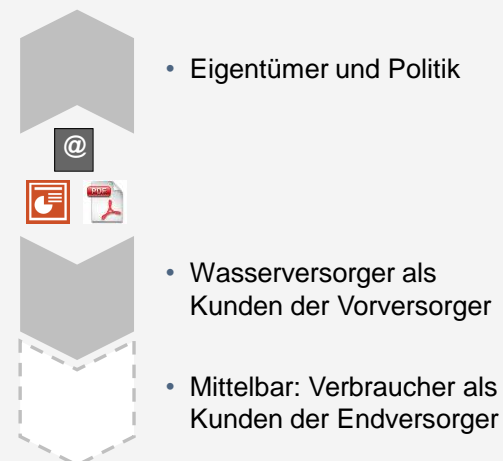 • Eigentümer und Politik
@
PDF
• Wasserversorger als
Kunden der Vorversorger
• Mittelbar: Verbraucher als
Kunden der Endversorger